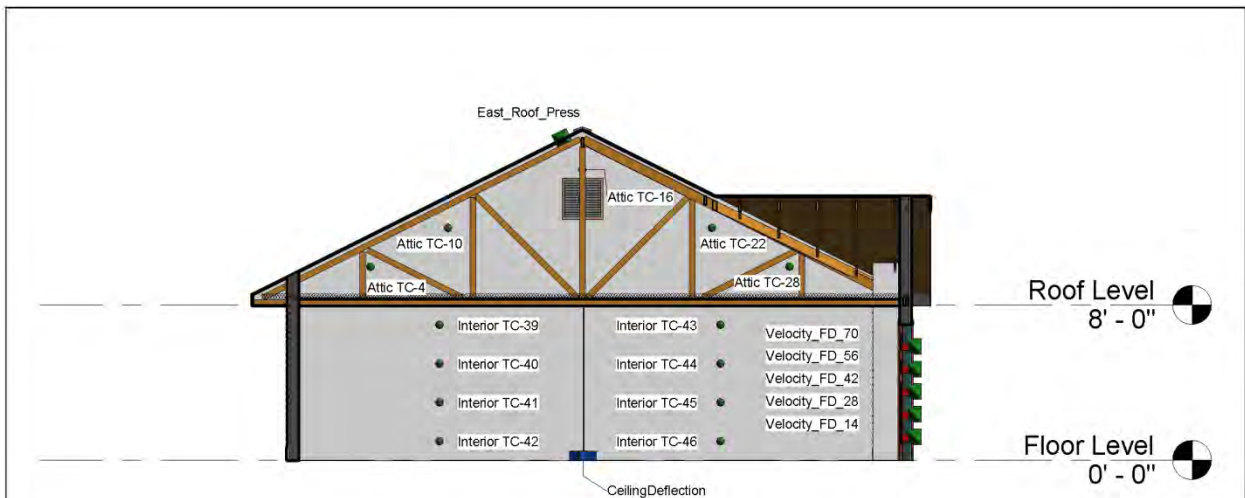 East_Roof_Press
Attic TC-16
Attic TC-10
Attic TC-22
Attic TC-4
Attic TC-28
Roof Level
8' - 0"
Interior TC-39
Interior TC-43
Velocity_FD_70
Interior TC-40
Interior TC-44
Velocity_FD_56
Velocity_FD_42
Interior TC-41
Interior TC-45
Velocity_FD_28
Velocity_FD_14
Interior TC-42
Interior TC-46
Floor Level
0' - 0"
CeilingDeflection